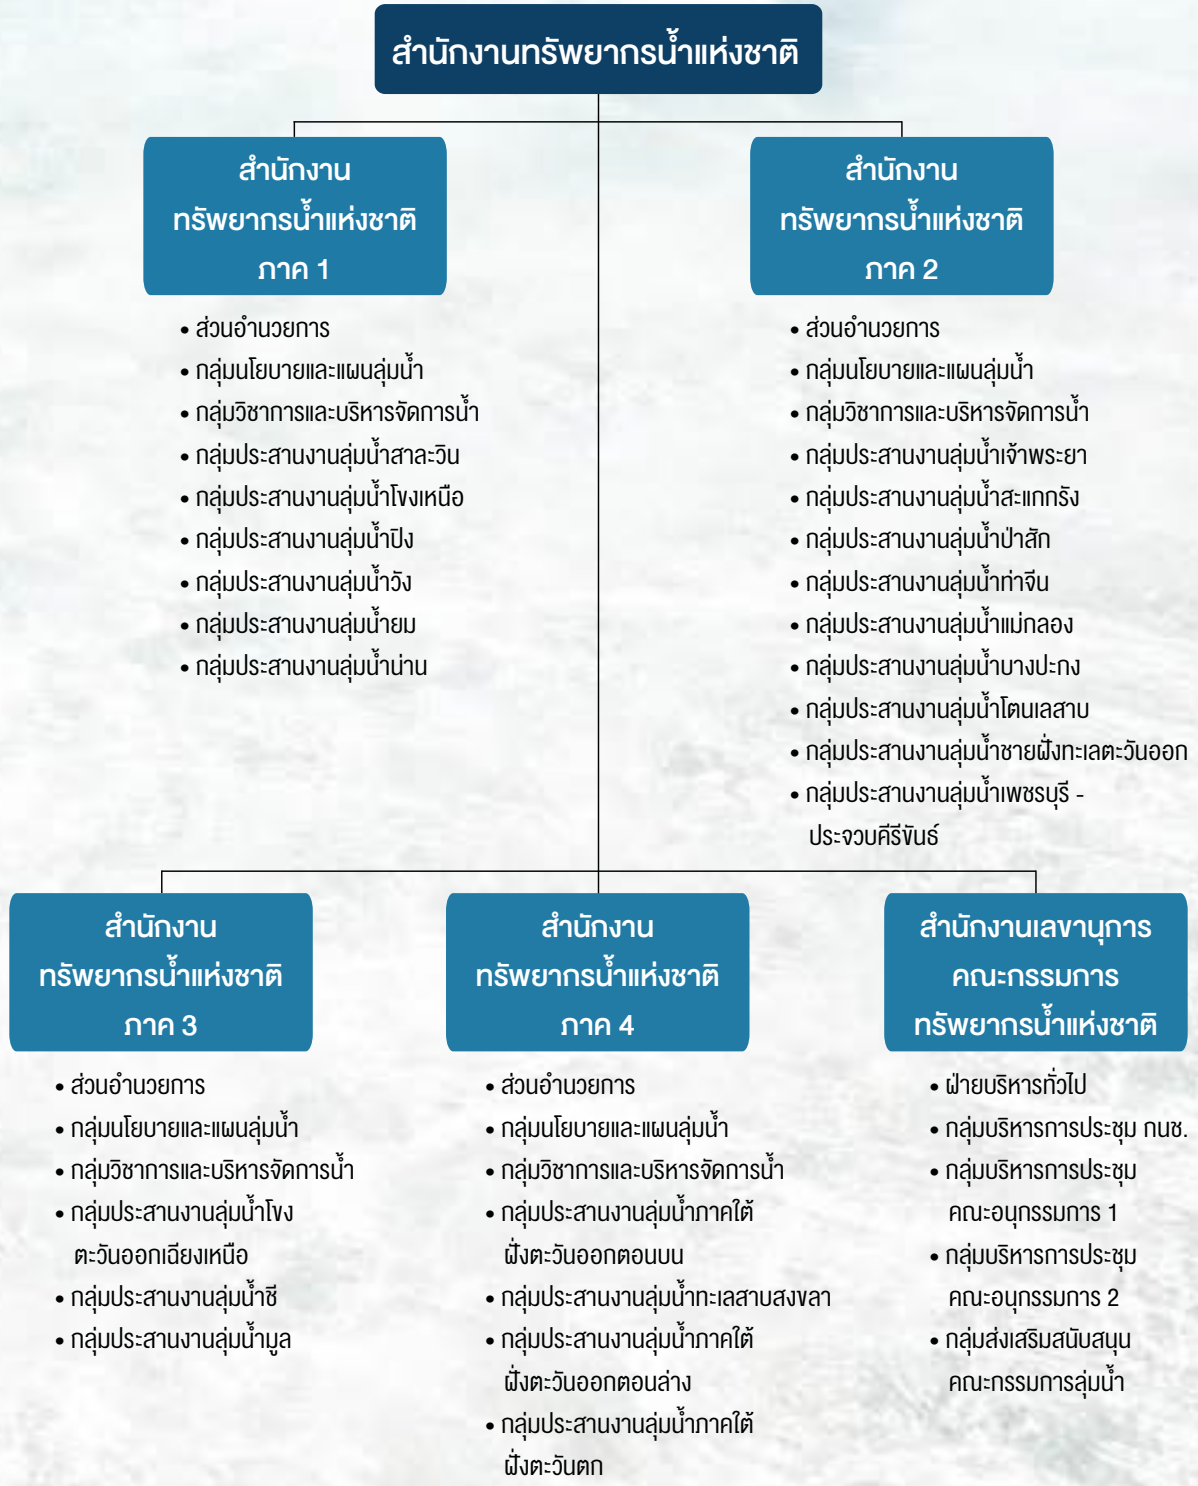 สำนักงานทรัพยากรน้ำแห่งชาติ
สำนักงาน
ทรัพยากรน้ำแห่งชาติ
ภาค 1
• ส่วนอำนวยการ
• กลุ่มนโยบายและแผนลุ่มน้ำ
• กลุ่มวิชาการและบริหารจัดการน้ำ
• กลุ่มประสานงานลุ่มน้ำสาละวิน
• กลุ่มประสานงานลุ่มน้ำโขงเหนือ
• กลุ่มประสานงานลุ่มน้ำปิง
• กลุ่มประสานงานลุ่มน้ำวัง
• กลุ่มประสานงานลุ่มน้ำยม
• กลุ่มประสานงานลุ่มน้ำน่าน
สำนักงาน
ทรัพยากรน้ำแห่งชาติ
ภาค 2
• ส่วนอำนวยการ
• กลุ่มนโยบายและแผนลุ่มน้ำ
• กลุ่มวิชาการและบริหารจัดการน้ำ
• กลุ่มประสานงานลุ่มน้ำเจ้าพระยา
• กลุ่มประสานงานลุ่มน้ำสะแกกรัง
• กลุ่มประสานงานลุ่มน้ำป่าสัก
• กลุ่มประสานงานลุ่มน้ำท่าจีน
• กลุ่มประสานงานลุ่มน้ำแม่กลอง
• กลุ่มประสานงานลุ่มน้ำบางปะกง
• กลุ่มประสานงานลุ่มน้ำโตนเลสาบ
• กลุ่มประสานงานลุ่มน้ำชายฝั่งทะเลตะวันออก
• กลุ่มประสานงานลุ่มน้ำเพชรบุรี -
ประจวบคีรีขันธ์
สำนักงาน
ทรัพยากรน้ำแห่งชาติ
ภาค 3
• ส่วนอำนวยการ
• กลุ่มนโยบายและแผนลุ่มน้ำ
• กลุ่มวิชาการและบริหารจัดการน้ำ
• กลุ่มประสานงานลุ่มน้ำโขง
ตะวันออกเฉียงเหนือ
• กลุ่มประสานงานลุ่มน้ำชี
• กลุ่มประสานงานลุ่มน้ำมูล
สำนักงาน
ทรัพยากรน้ำแห่งชาติ
ภาค 4
• ส่วนอำนวยการ
• กลุ่มนโยบายและแผนลุ่มน้ำ
• กลุ่มวิชาการและบริหารจัดการน้ำ
• กลุ่มประสานงานลุ่มน้ำภาคใต้
ฝั่งตะวันออกตอนบน
• กลุ่มประสานงานลุ่มน้ำทะเลสาบสงขลา
• กลุ่มประสานงานลุ่มน้ำภาคใต้
ฝั่งตะวันออกตอนล่าง
• กลุ่มประสานงานลุ่มน้ำภาคใต้
ฝั่งตะวันตก
สำนักงานเลขานุการ
คณะกรรมการ
ทรัพยากรน้ำแห่งชาติ
• ฝ่ายบริหารทั่วไป
• กลุ่มบริหารการประชุม กนช.
• กลุ่มบริหารการประชุม
คณะอนุกรรมการ 1
• กลุ่มบริหารการประชุม
คณะอนุกรรมการ 2
• กลุ่มส่งเสริมสนับสนุน
คณะกรรมการลุ่มน้ำ